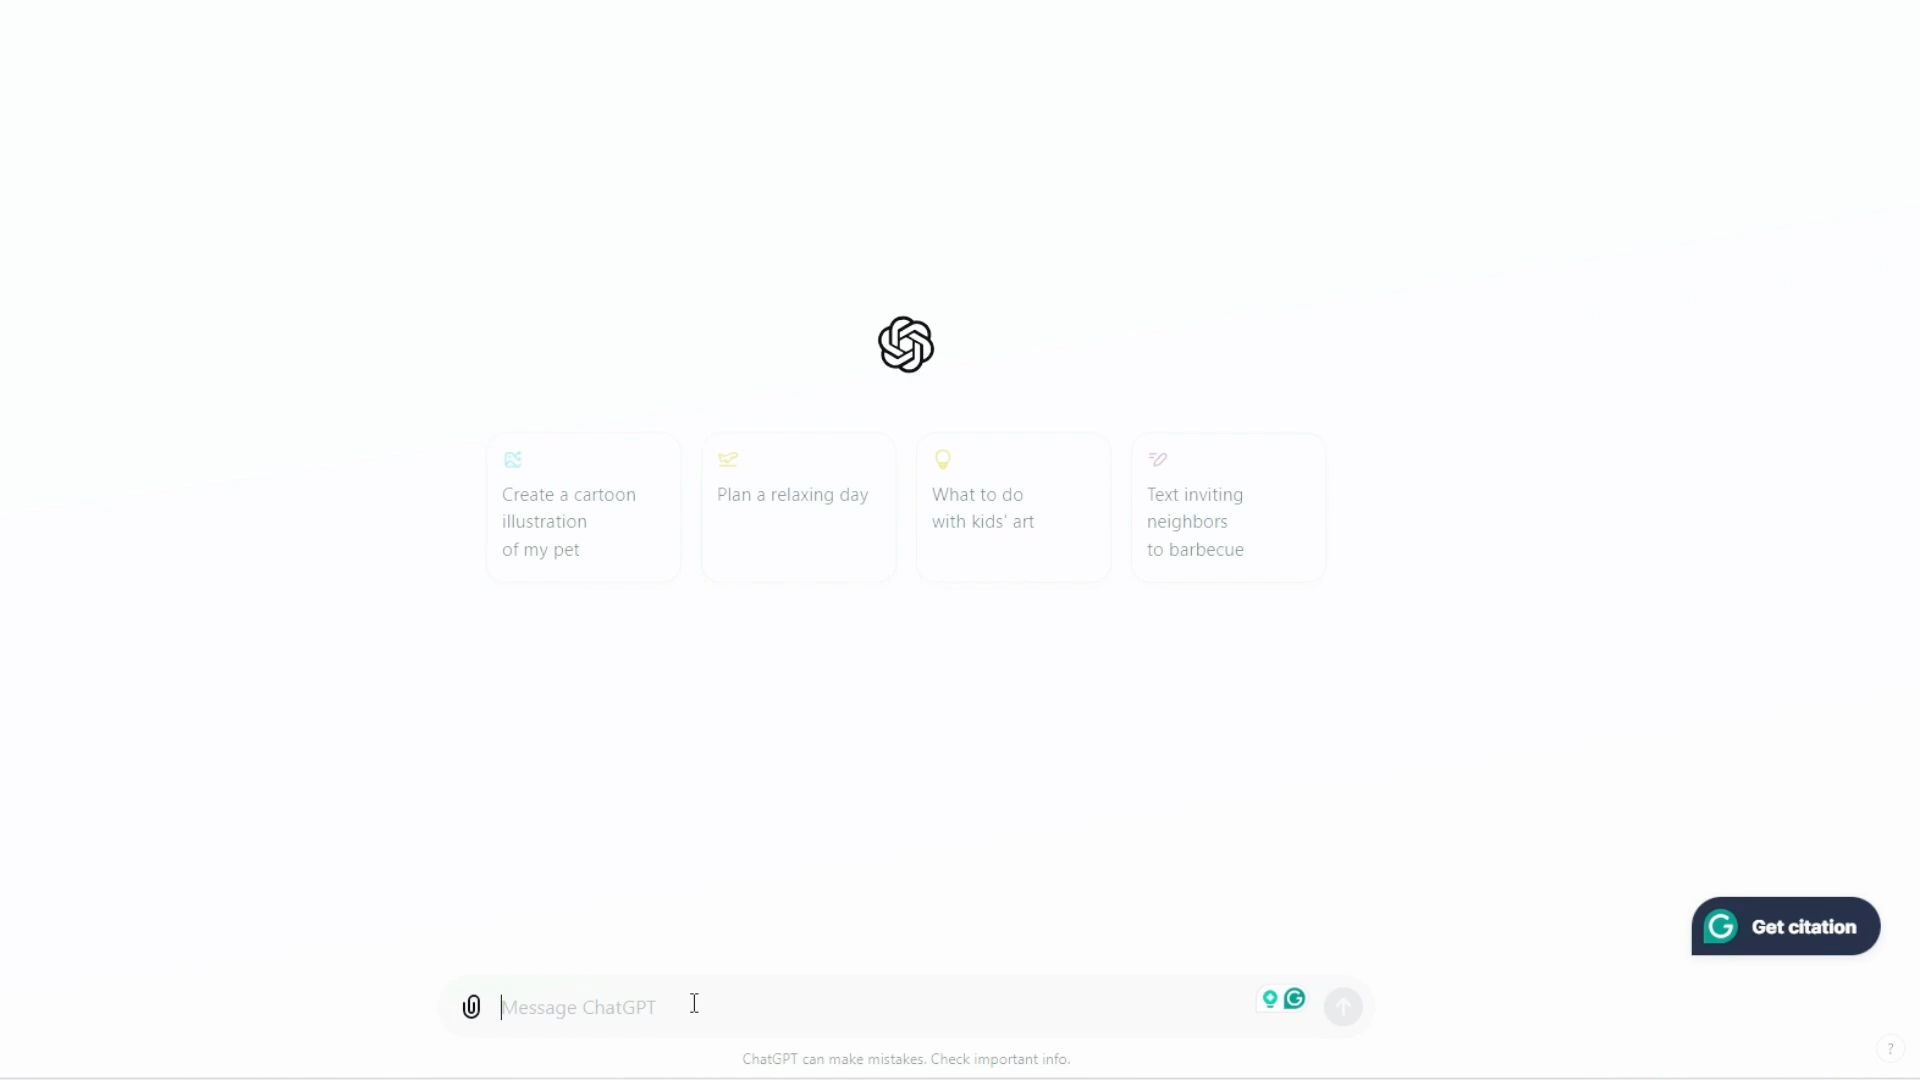 Create a cartoon
illustration
of my pet
Plan a relaxing day
What to do
with kids' art
Text inviting
neighbors
to barbecue
Get citation
Message ChatGPT
ChatGPT can make mistakes. Check important info.
?